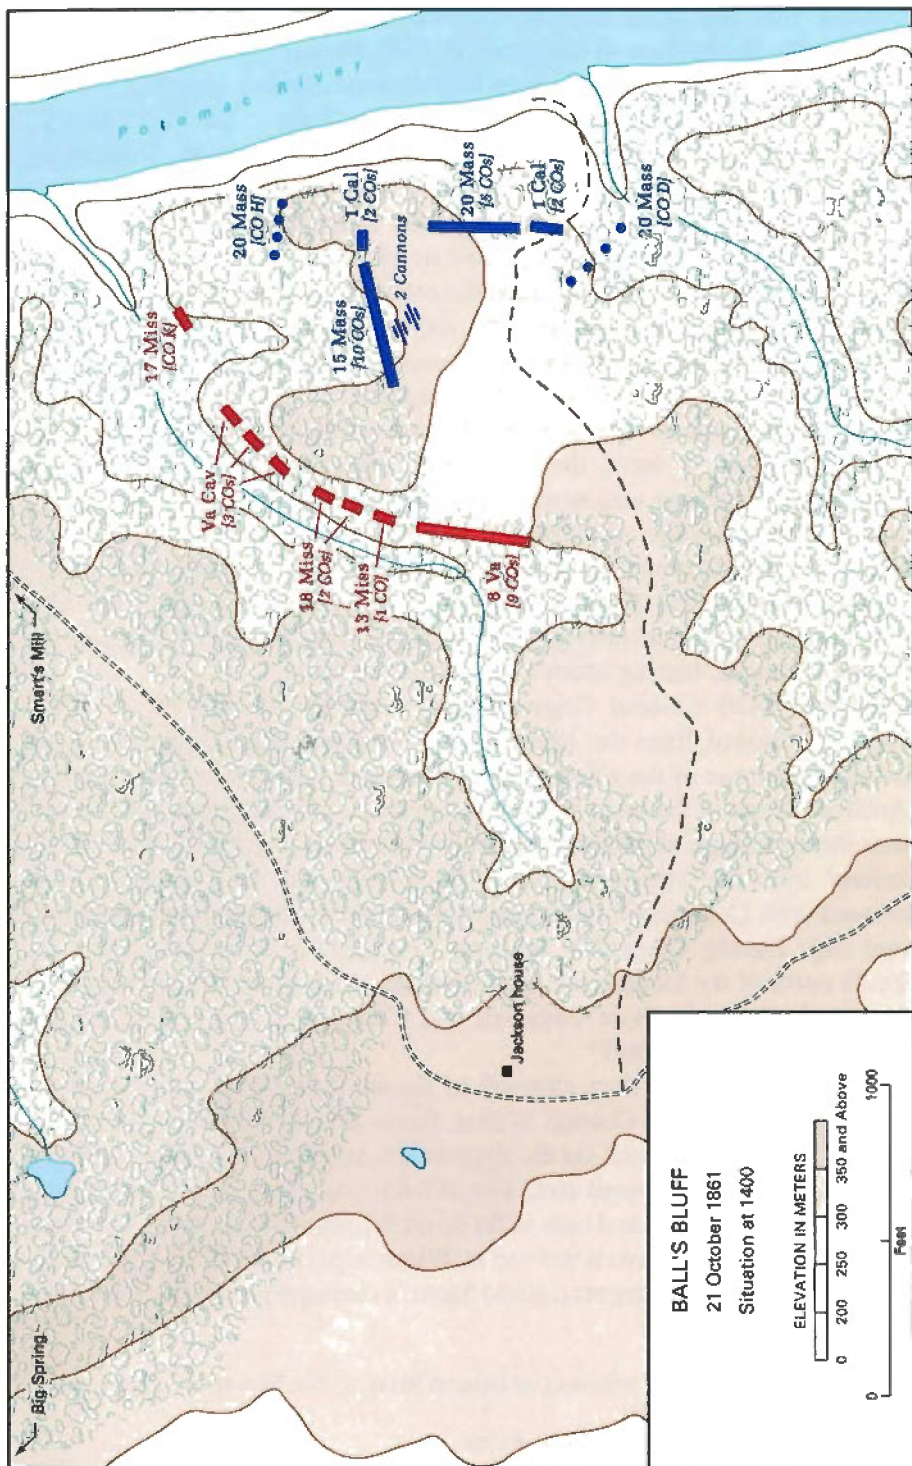 Big Spring
Smart's Mill
Potomac River
17 Miss
[CO K]
20 Mass
[CO H]
Va Cav
[3 COs]
15 Mass
[10 COs]
1 Cal
[2 COs]
2 Cannons
18 Miss
[2 COs]
13 Miss
[1 CO]
8 Va
[9 COs]
20 Mass
[5 COs]
1 Cal
[2 COs]
20 Mass
[CO D]
Jackson house
BALL'S BLUFF
21 October 1861
Situation at 1400
ELEVATION IN METERS
0 200 250 300 350 and Above
0 1000
Feet